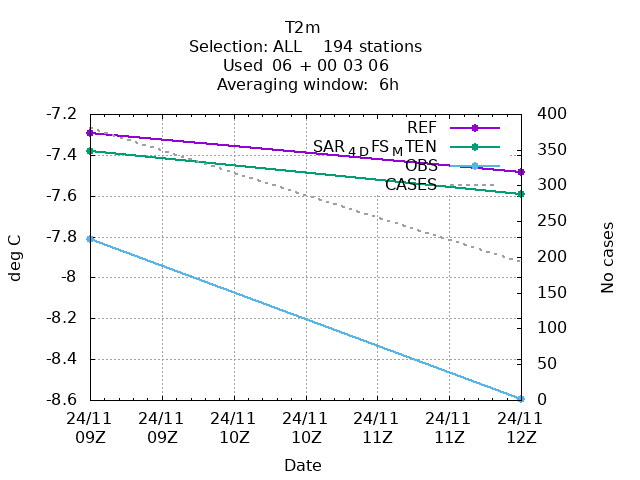 T2m
Selection: ALL    194 stations
Used  06 + 00 03 06
Averaging window:  6h
-7.2
-7.4
-7.6
-7.8
-8
-8.2
-8.4
-8.6
400
350
300
250
200
150
100
50
0
REF
SAR4DFSMTEN
OBS
CASES
deg C
No cases
24/11 24/11 24/11 24/11 24/11 24/11 24/11
09Z 09Z 10Z 10Z 11Z 11Z 12Z
Date